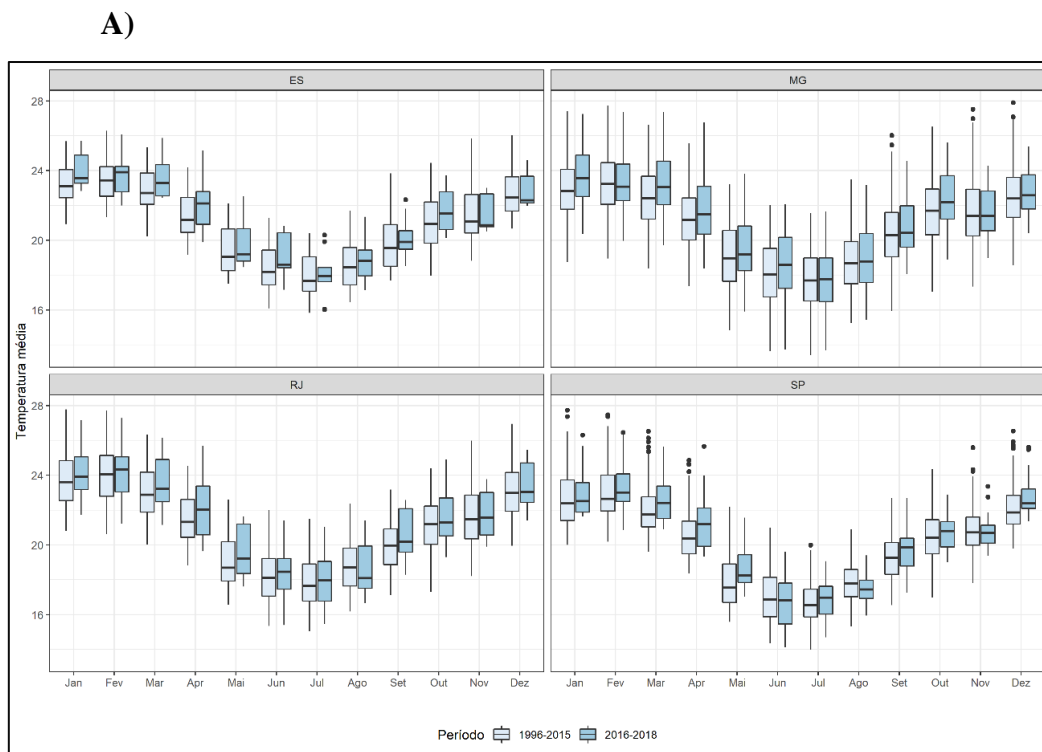 A)
ES
MG
28
24
20
16
RJ
SP
28
24
20
16
Temperatura média
Jan Fev Mar Apr Mai Jun Jul Ago Set Out Nov Dez
Jan Fev Mar Apr Mai Jun Jul Ago Set Out Nov Dez
Período 1996-2015 2016-2018